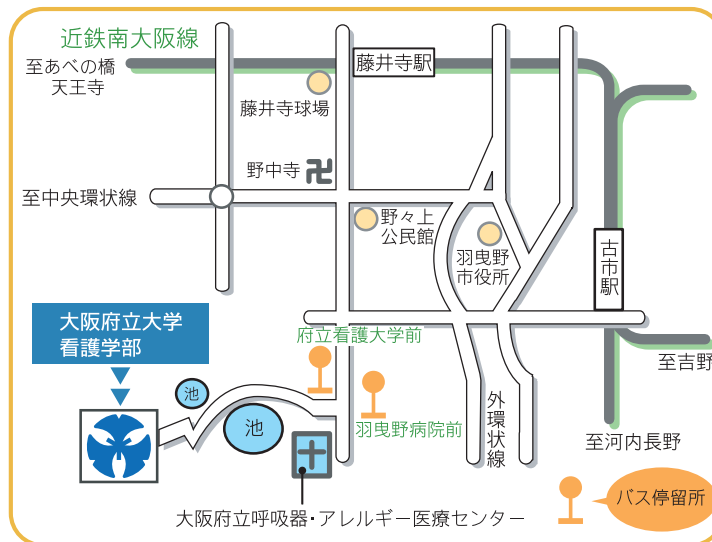 近鉄南大阪線
至あべの橋
天王寺
藤井寺駅
藤井寺球場
野中寺
卍
至中央環状線
野々上
公民館
羽曳野
市役所
古市駅
大阪府立大学
看護学部
府立看護大学前
至吉野
池
池
羽曳野病院前
外環状線
至河内長野
大阪府立呼吸器・アレルギー医療センター
バス停留所